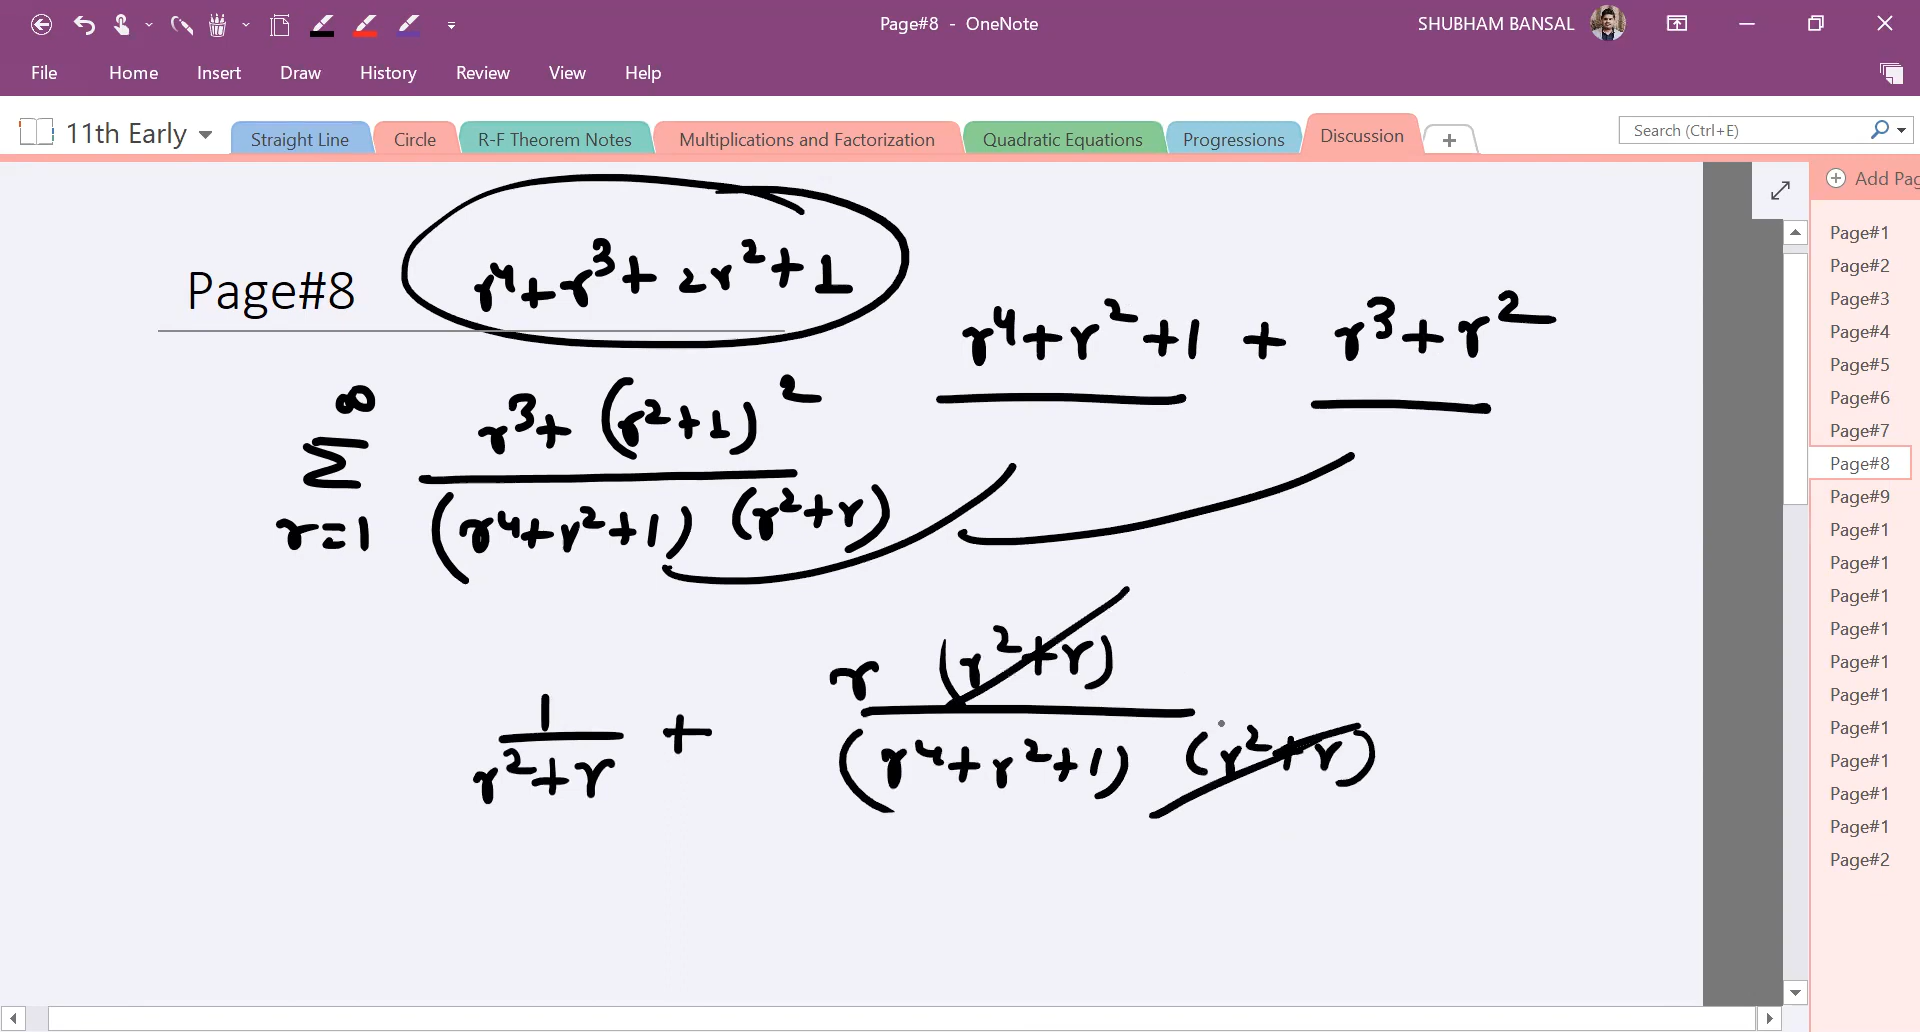 Page#8 - OneNote
SHUBHAM BANSAL
File Home Insert Draw History Review View Help
11th Early
Straight Line Circle R-F Theorem Notes Multiplications and Factorization Quadratic Equations Progressions Discussion +
Search (Ctrl+E)
Add Pag
Page#8
r⁴+r³+2r²+1
r⁴+r²+1 + r³+r²
∞
Σ
r=1
r³+(r²+1)²
(r⁴+r²+1) (r²+r)
1
r²+r
+
r (r²+r)
(r⁴+r²+1) (r²+r)
Page#1
Page#2
Page#3
Page#4
Page#5
Page#6
Page#7
Page#8
Page#9
Page#1
Page#1
Page#1
Page#1
Page#1
Page#1
Page#1
Page#1
Page#1
Page#1
Page#2